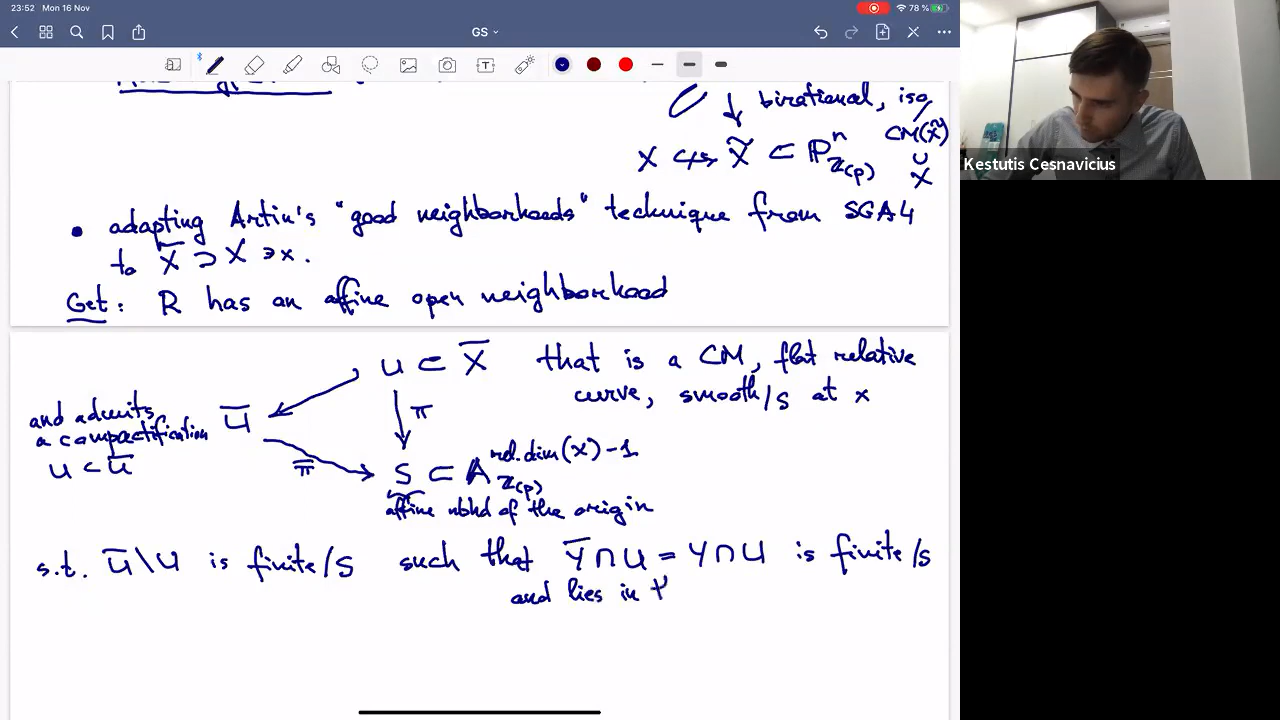 23:52 Mon 16 Nov
78 %
GS
birational, iso/
CM(X̃)
∪
X
X ↪ X̃ ⊂ ℙⁿ_ℤ(p)
• adapting Artin's "good neighborhoods" technique from SGA4
to X̄ ⊃ X ∋ x.
Get: R has an affine open neighborhood
U ⊂ X̄ that is a CM, flat relative
curve, smooth/S at x
and admits
a compactification
U ⊂ Ū
Ū
π
π̄
S ⊂ 𝔸^{rel.dim(X)-1}_ℤ(p)
affine nbhd of the origin
s.t. Ū \ U is finite/S such that Ȳ ∩ U = Y ∩ U is finite/S
and lies in
Kestutis Cesnavicius